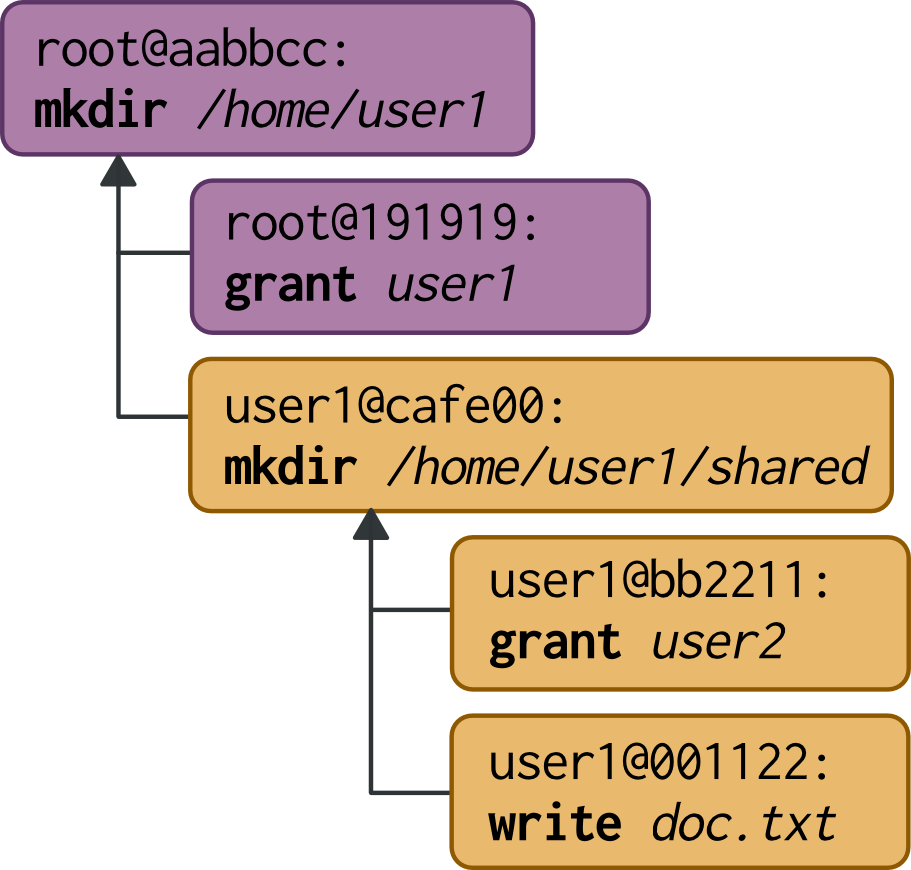 root@aabbcc:
mkdir /home/user1
root@191919:
grant user1
user1@cafe00:
mkdir /home/user1/shared
user1@bb2211:
grant user2
user1@001122:
write doc.txt